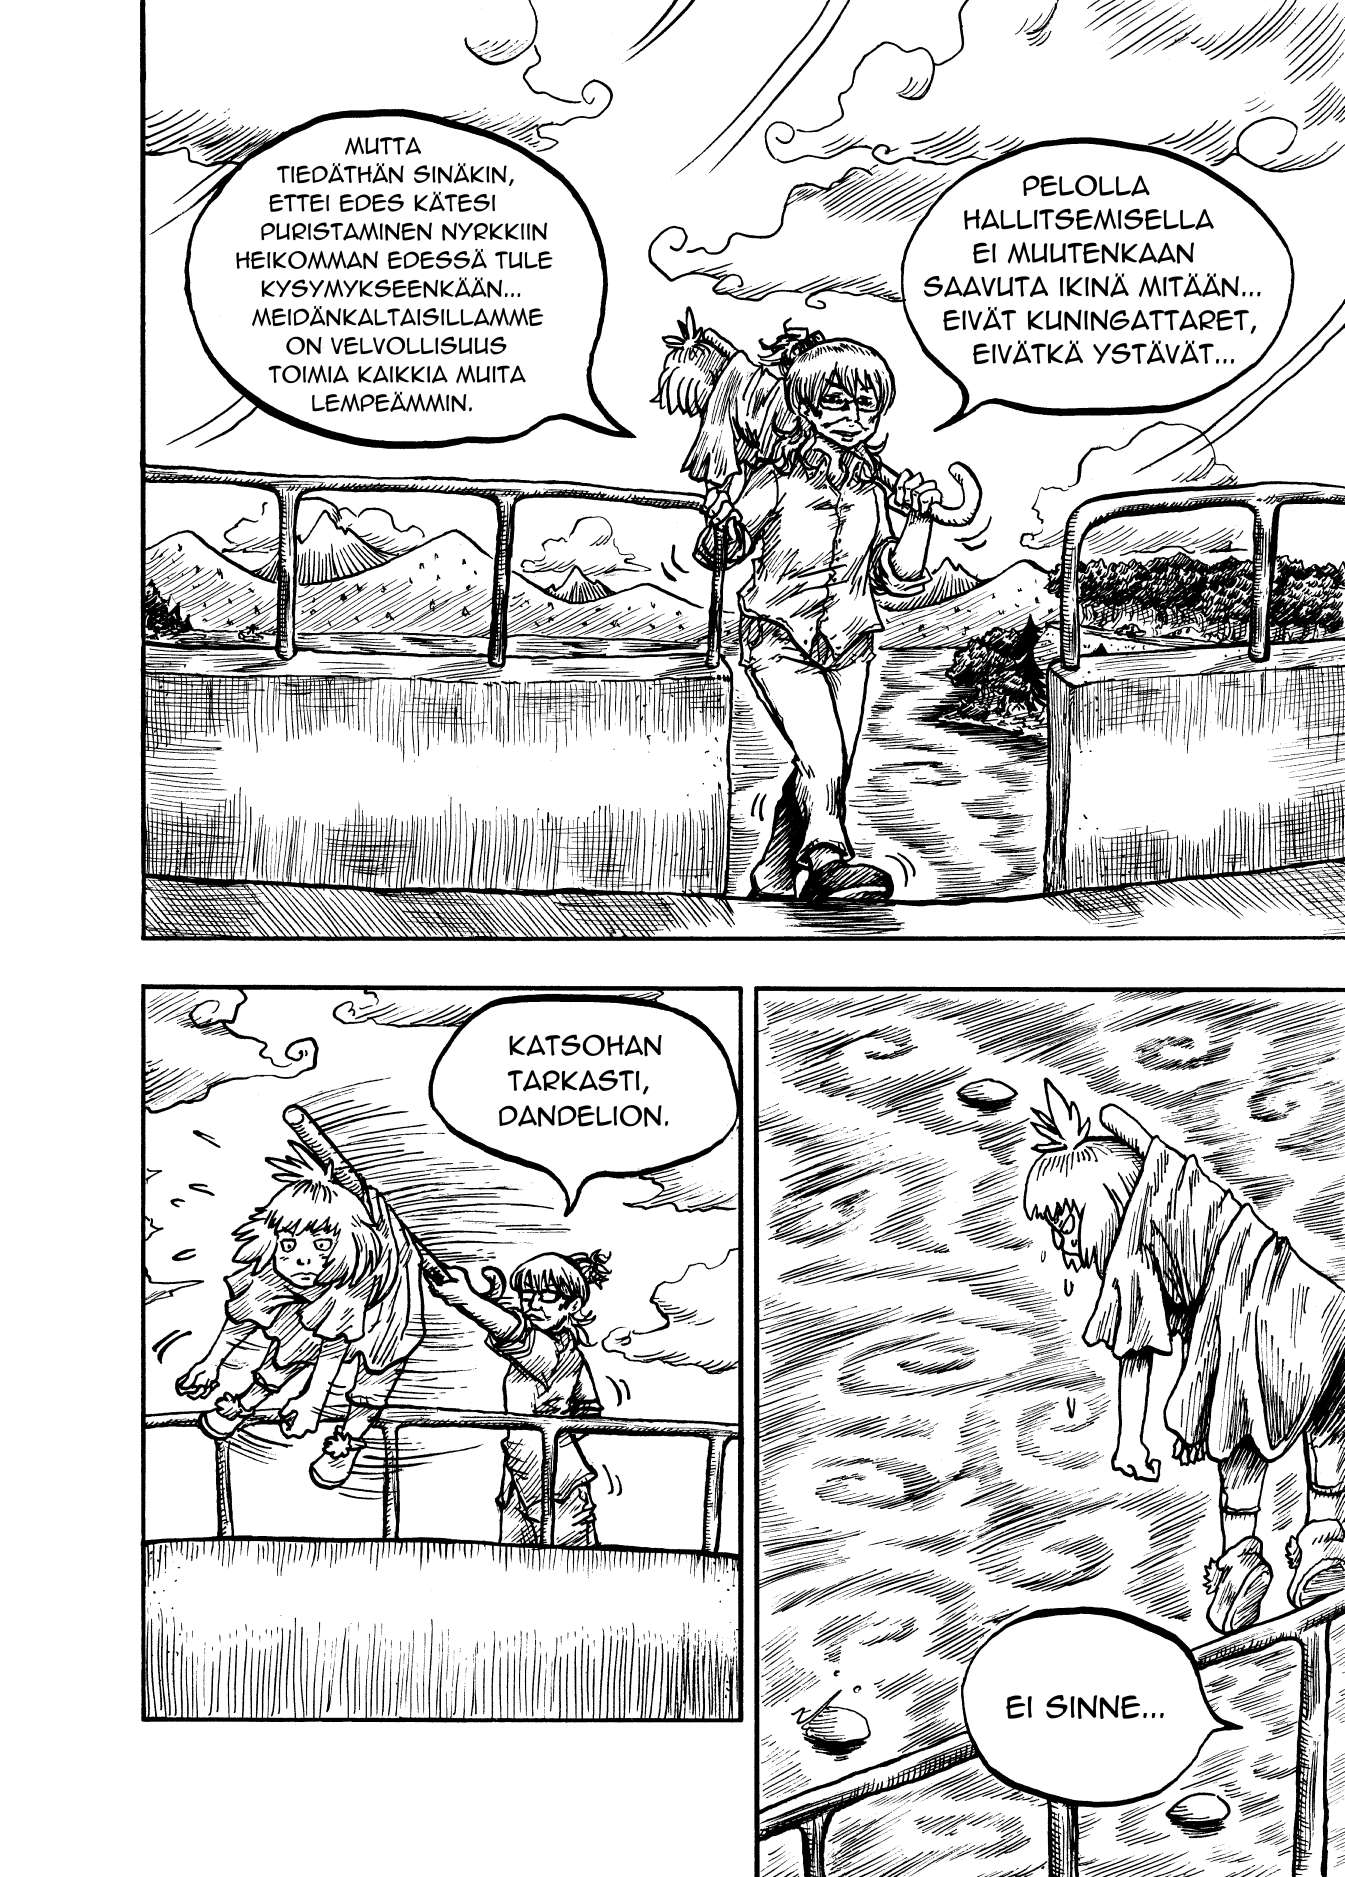 MUTTA
TIEDÄTHÄN SINÄKIN,
ETTEI EDES KÄTESI
PURISTAMINEN NYRKKIIN
HEIKOMMAN EDESSÄ TULE
KYSYMYKSEENKÄÄN...
MEIDÄNKALTAISILLAMME
ON VELVOLLISUUS
TOIMIA KAIKKIA MUITA
LEMPEÄMMIN.
PELOLLA
HALLITSEMISELLA
EI MUUTENKAAN
SAAVUTA IKINÄ MITÄÄN...
EIVÄT KUNINGATTARET,
EIVÄTKÄ YSTÄVÄT...
KATSOHAN
TARKASTI,
DANDELION.
EI SINNE...